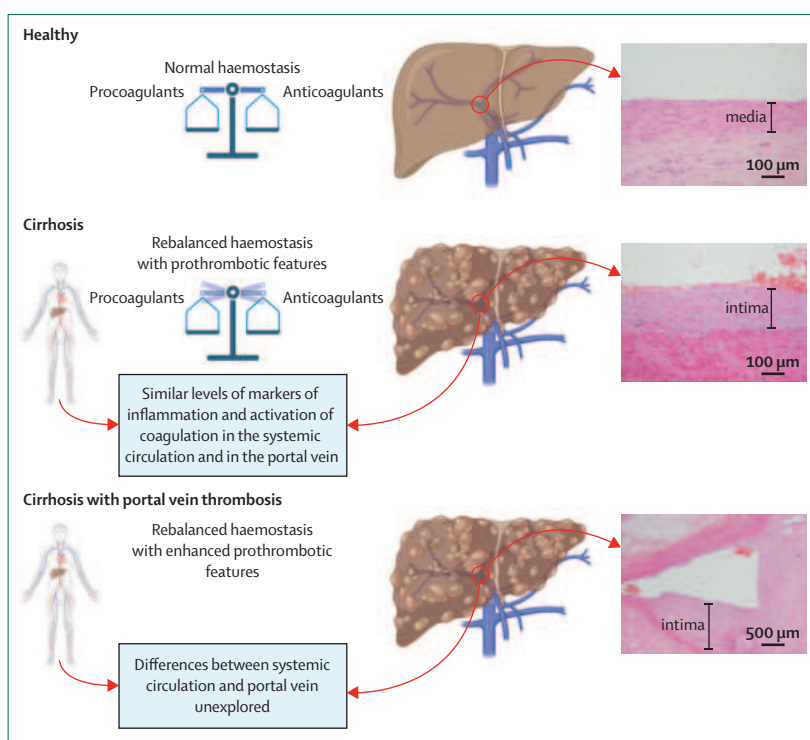 Healthy
Normal haemostasis
Procoagulants
Anticoagulants
media
100 µm
Cirrhosis
Rebalanced haemostasis
with prothrombotic features
Procoagulants
Anticoagulants
intima
100 µm
Similar levels of markers of
inflammation and activation of
coagulation in the systemic
circulation and in the portal vein
Cirrhosis with portal vein thrombosis
Rebalanced haemostasis
with enhanced prothrombotic
features
intima
500 µm
Differences between systemic
circulation and portal vein
unexplored